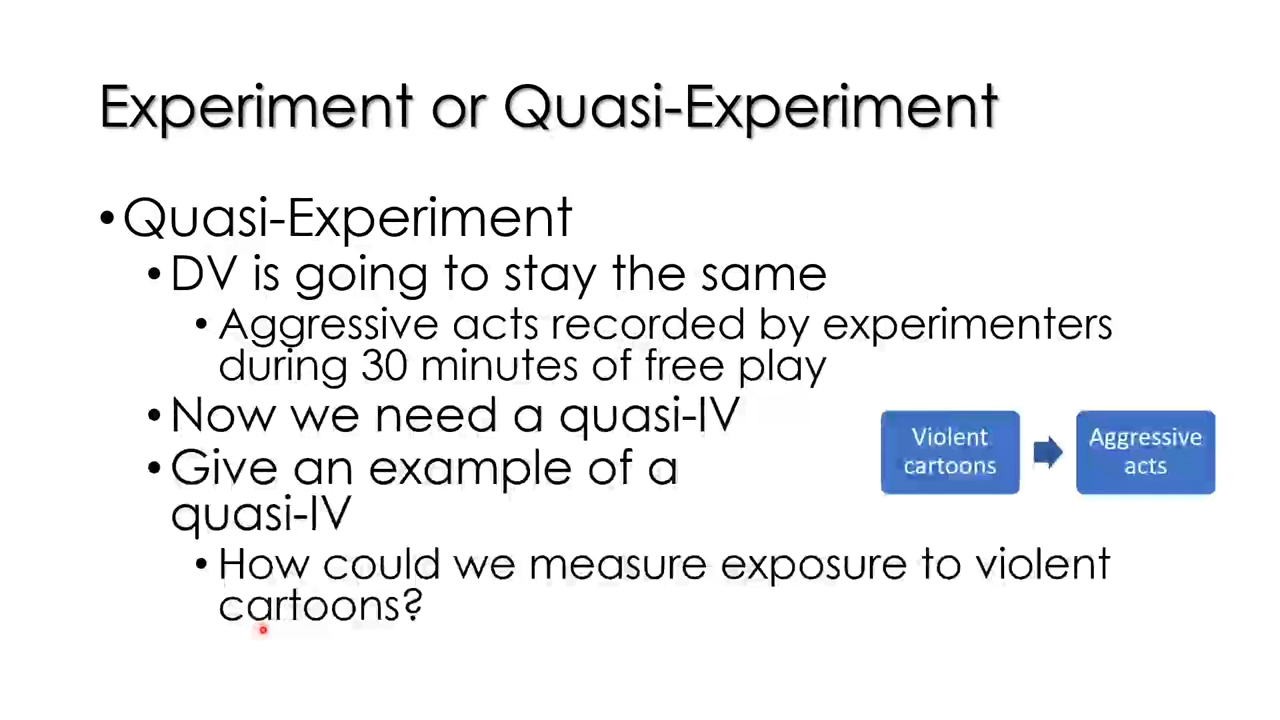 Experiment or Quasi-Experiment
•Quasi-Experiment
•DV is going to stay the same
•Aggressive acts recorded by experimenters
during 30 minutes of free play
•Now we need a quasi-IV
•Give an example of a
quasi-IV
•How could we measure exposure to violent
cartoons?
Violent
cartoons
Aggressive
acts